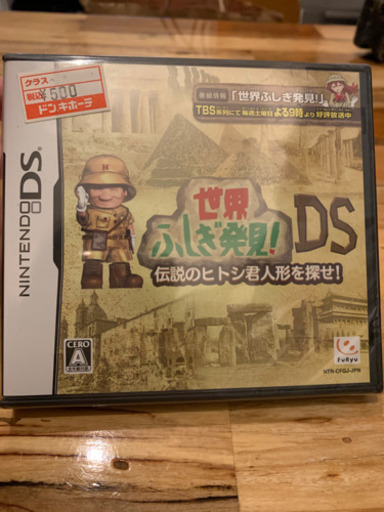 クラス
税込¥500
ドン.キホーテ
番組情報 「世界ふしぎ発見!」
TBS系列にて 毎週土曜日よる9時より 好評放送中
NINTENDO DS
世界
ふしぎ発見!
DS
伝説のヒトシ君人形を探せ!
CERO
A
FuRyu
NTR-CFGJ-JPN